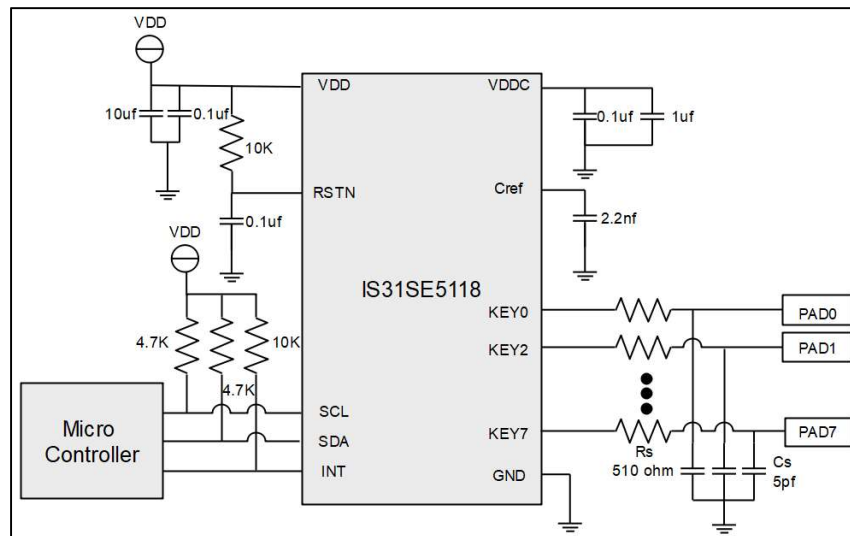 VDD
VDD
VDDC
10uf
0.1uf
0.1uf
1uf
10K
RSTN
Cref
0.1uf
2.2nf
VDD
IS31SE5118
KEY0
PAD0
4.7K
10K
KEY2
PAD1
4.7K
Micro
Controller
SCL
SDA
INT
KEY7
PAD7
Rs
510 ohm
Cs
5pf
GND